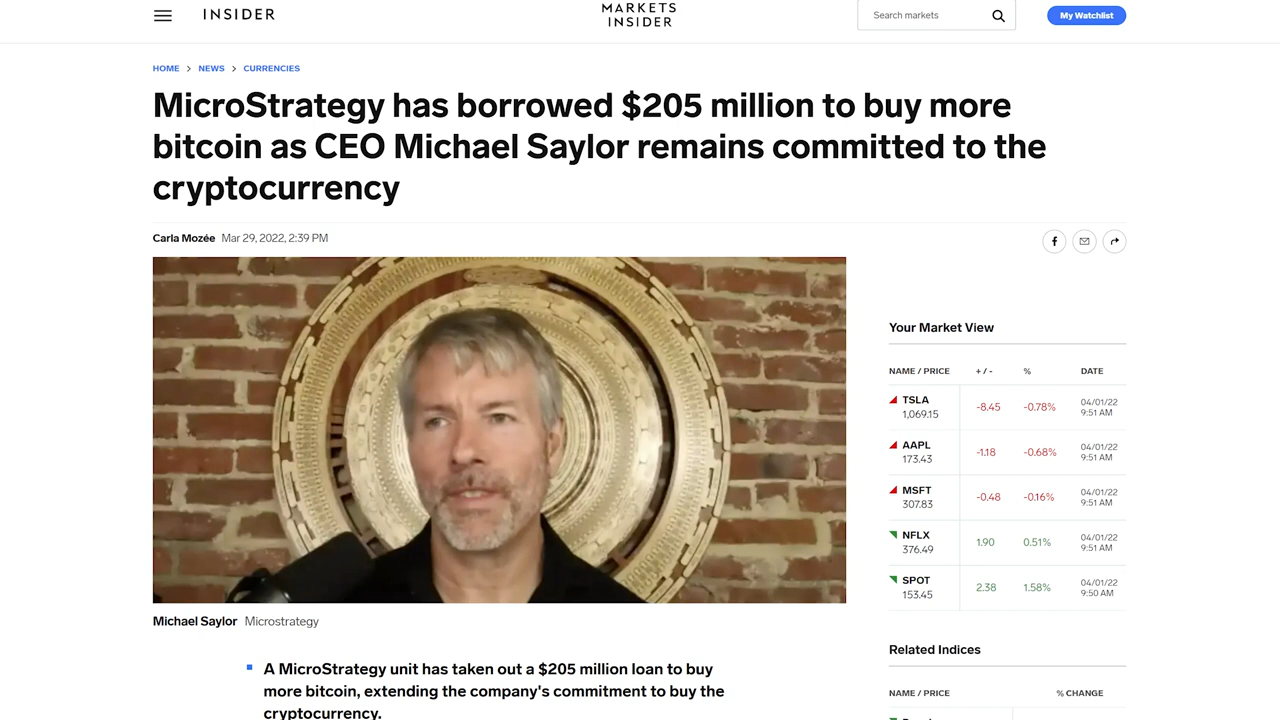 INSIDER
MARKETS
INSIDER
Search markets
My Watchlist
HOME > NEWS > CURRENCIES
MicroStrategy has borrowed $205 million to buy more
bitcoin as CEO Michael Saylor remains committed to the
cryptocurrency
Carla Mozée Mar 29, 2022, 2:39 PM
Michael Saylor Microstrategy
A MicroStrategy unit has taken out a $205 million loan to buy
more bitcoin, extending the company's commitment to buy the
cryptocurrency.
Your Market View
NAME / PRICE + / - % DATE
TSLA
1,069.15
-8.45 -0.78%
04/01/22
9:51 AM
AAPL
173.43
-1.18 -0.68%
04/01/22
9:51 AM
MSFT
307.83
-0.48 -0.16%
04/01/22
9:51 AM
NFLX
376.49
1.90 0.51%
04/01/22
9:51 AM
SPOT
153.45
2.38 1.58%
04/01/22
9:50 AM
Related Indices
NAME / PRICE % CHANGE